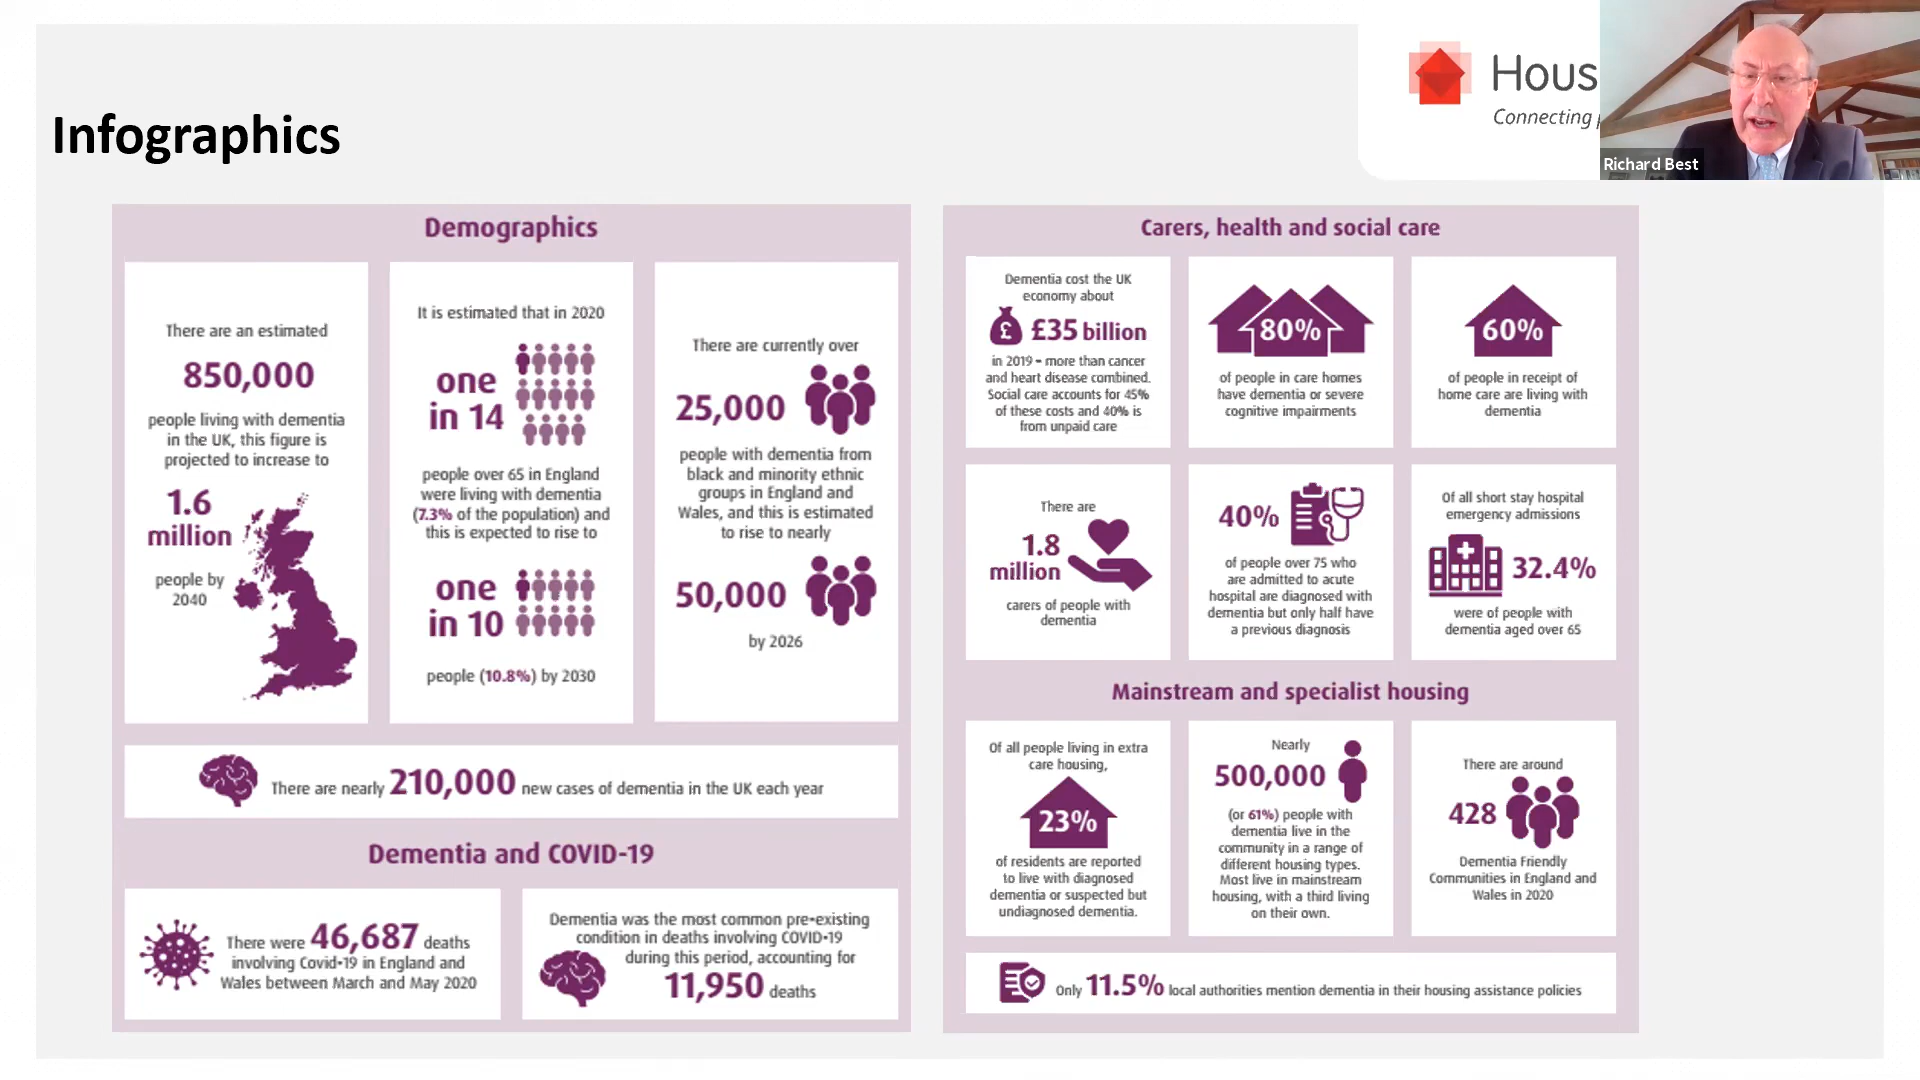 Infographics
Hous
Connecting
Richard Best
Demographics
There are an estimated
850,000
people living with dementia
in the UK, this figure is
projected to increase to
1.6
million
people by
2040
It is estimated that in 2020
one
in 14
people over 65 in England
were living with dementia
(7.3% of the population) and
this is expected to rise to
one
in 10
people (10.8%) by 2030
There are currently over
25,000
people with dementia from
black and minority ethnic
groups in England and
Wales, and this is estimated
to rise to nearly
50,000
by 2026
There are nearly 210,000 new cases of dementia in the UK each year
Dementia and COVID-19
There were 46,687 deaths
involving Covid-19 in England and
Wales between March and May 2020
Dementia was the most common pre-existing
condition in deaths involving COVID-19
during this period, accounting for
11,950 deaths
Carers, health and social care
Dementia cost the UK
economy about
£
£35 billion
in 2019 - more than cancer
and heart disease combined.
Social care accounts for 45%
of these costs and 40% is
from unpaid care
80%
of people in care homes
have dementia or severe
cognitive impairments
60%
of people in receipt of
home care are living with
dementia
There are
1.8
million
carers of people with
dementia
40%
of people over 75 who
are admitted to acute
hospital are diagnosed with
dementia but only half have
a previous diagnosis
Of all short stay hospital
emergency admissions
32.4%
were of people with
dementia aged over 65
Mainstream and specialist housing
Of all people living in extra
care housing,
23%
of residents are reported
to live with diagnosed
dementia or suspected but
undiagnosed dementia.
Nearly
500,000
(or 61%) people with
dementia live in the
community in a range of
different housing types.
Most live in mainstream
housing, with a third living
on their own.
There are around
428
Dementia Friendly
Communities in England and
Wales in 2020
Only 11.5% local authorities mention dementia in their housing assistance policies